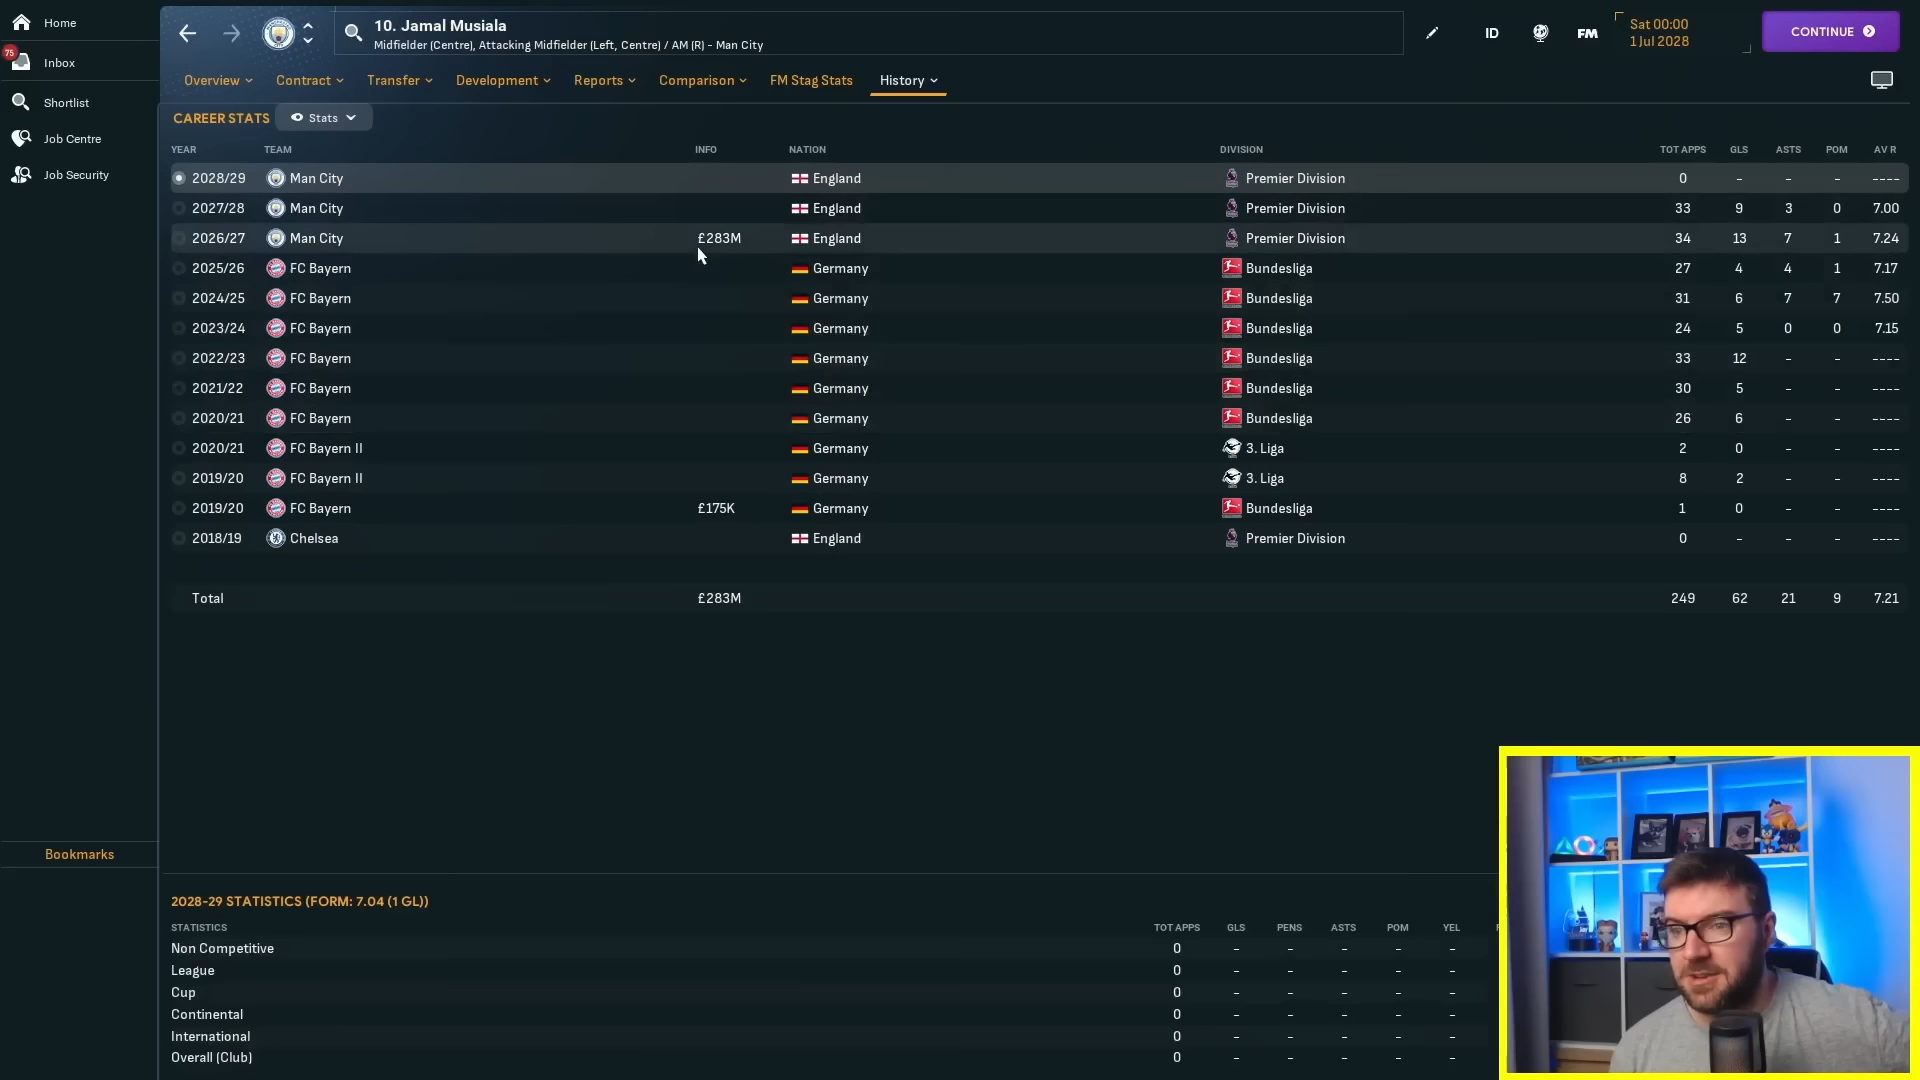 Home
75
Inbox
Shortlist
Job Centre
Job Security
Bookmarks
10. Jamal Musiala
Midfielder (Centre), Attacking Midfielder (Left, Centre) / AM (R) - Man City
ID
FM
Sat 00:00
1 Jul 2028
CONTINUE
Overview Contract Transfer Development Reports Comparison FM Stag Stats History
CAREER STATS Stats
YEAR TEAM INFO NATION DIVISION TOT APPS GLS ASTS POM AV R
2028/29 Man City England Premier Division 0 - - - ----
2027/28 Man City England Premier Division 33 9 3 0 7.00
2026/27 Man City £283M England Premier Division 34 13 7 1 7.24
2025/26 FC Bayern Germany Bundesliga 27 4 4 1 7.17
2024/25 FC Bayern Germany Bundesliga 31 6 7 7 7.50
2023/24 FC Bayern Germany Bundesliga 24 5 0 0 7.15
2022/23 FC Bayern Germany Bundesliga 33 12 - - ----
2021/22 FC Bayern Germany Bundesliga 30 5 - - ----
2020/21 FC Bayern Germany Bundesliga 26 6 - - ----
2020/21 FC Bayern II Germany 3. Liga 2 0 - - ----
2019/20 FC Bayern II Germany 3. Liga 8 2 - - ----
2019/20 FC Bayern £175K Germany Bundesliga 1 0 - - ----
2018/19 Chelsea England Premier Division 0 - - - ----
Total £283M 249 62 21 9 7.21
2028-29 STATISTICS (FORM: 7.04 (1 GL))
STATISTICS TOT APPS GLS PENS ASTS POM YEL
Non Competitive 0 - - - - -
League 0 - - - - -
Cup 0 - - - - -
Continental 0 - - - - -
International 0 - - - - -
Overall (Club) 0 - - - - -